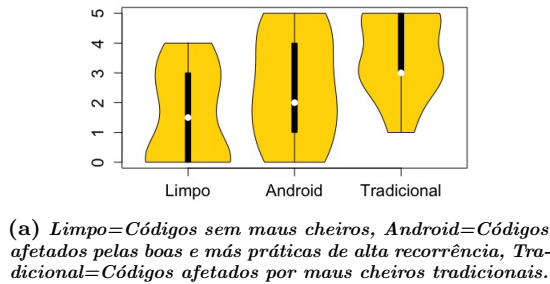 5
4
3
2
1
0
Limpo Android Tradicional
(a) Limpo=Códigos sem maus cheiros, Android=Códigos
afetados pelas boas e más práticas de alta recorrência, Tra-
dicional=Códigos afetados por maus cheiros tradicionais.